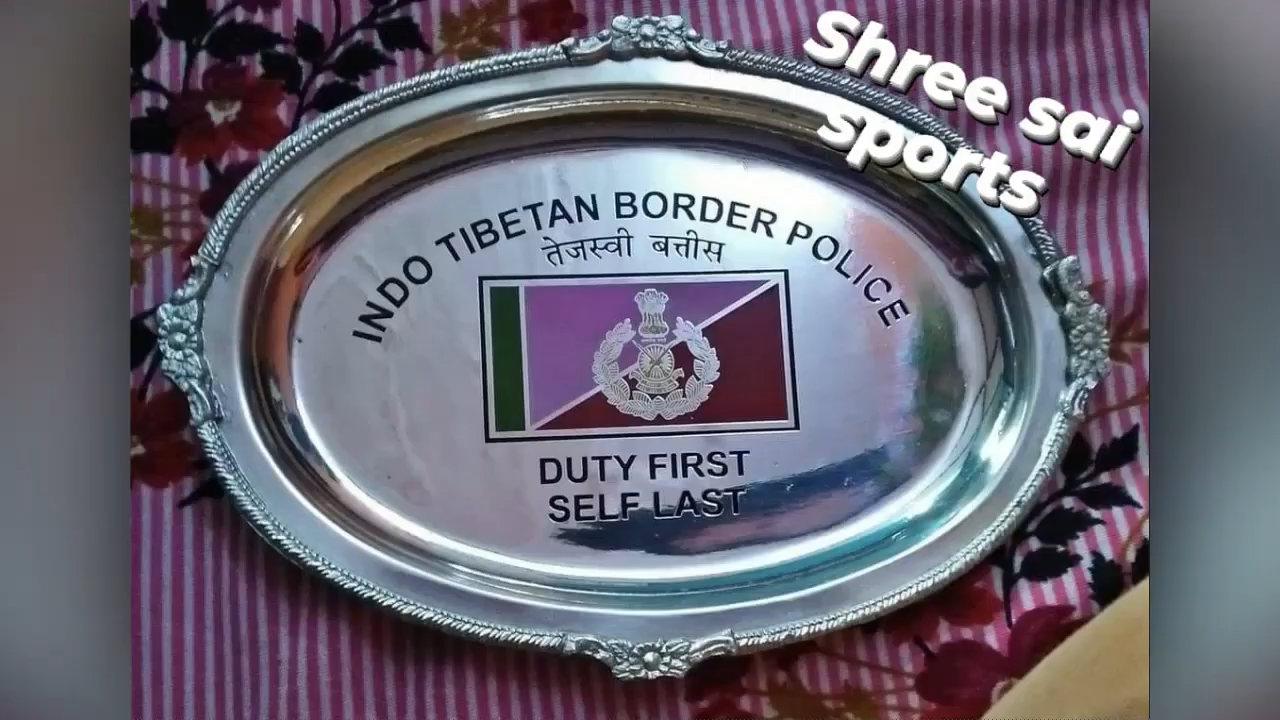 Shree sai
sports
INDO TIBETAN BORDER POLICE
तेजस्वी बत्तीस
DUTY FIRST
SELF LAST